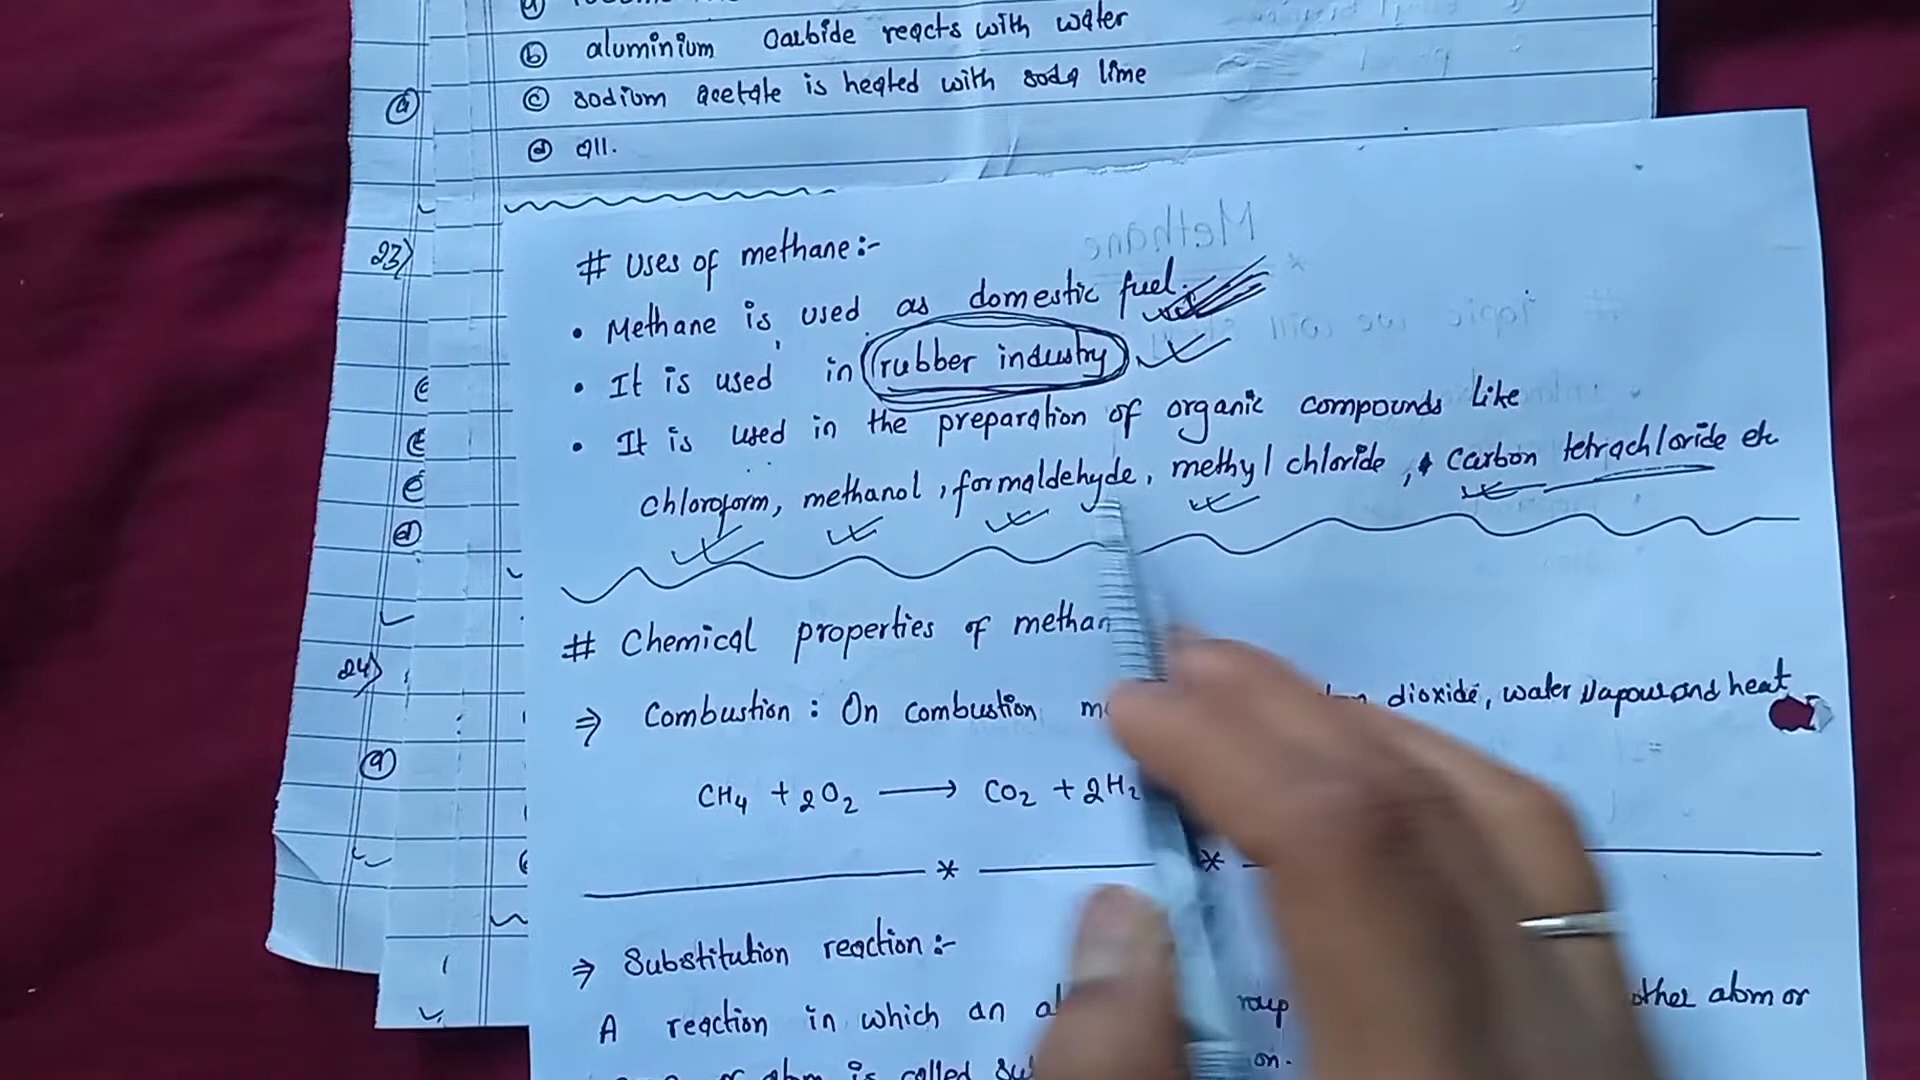 (b) aluminium Carbide reacts with water
(c) sodium acetate is heated with soda lime
(d) all.
23)
# Uses of methane:-
• Methane is used as domestic fuel.
• It is used in rubber industry
• It is used in the preparation of organic compounds like
chloroform, methanol, formaldehyde, methyl chloride, carbon tetrachloride etc
24)
(a)
# Chemical properties of methan
⇒ Combustion : On combustion dioxide, water vapour and heat
CH4 + 2O2 ⟶ CO2 + 2H2
* *
⇒ Substitution reaction :-
A reaction in which an other atom or
atom is called